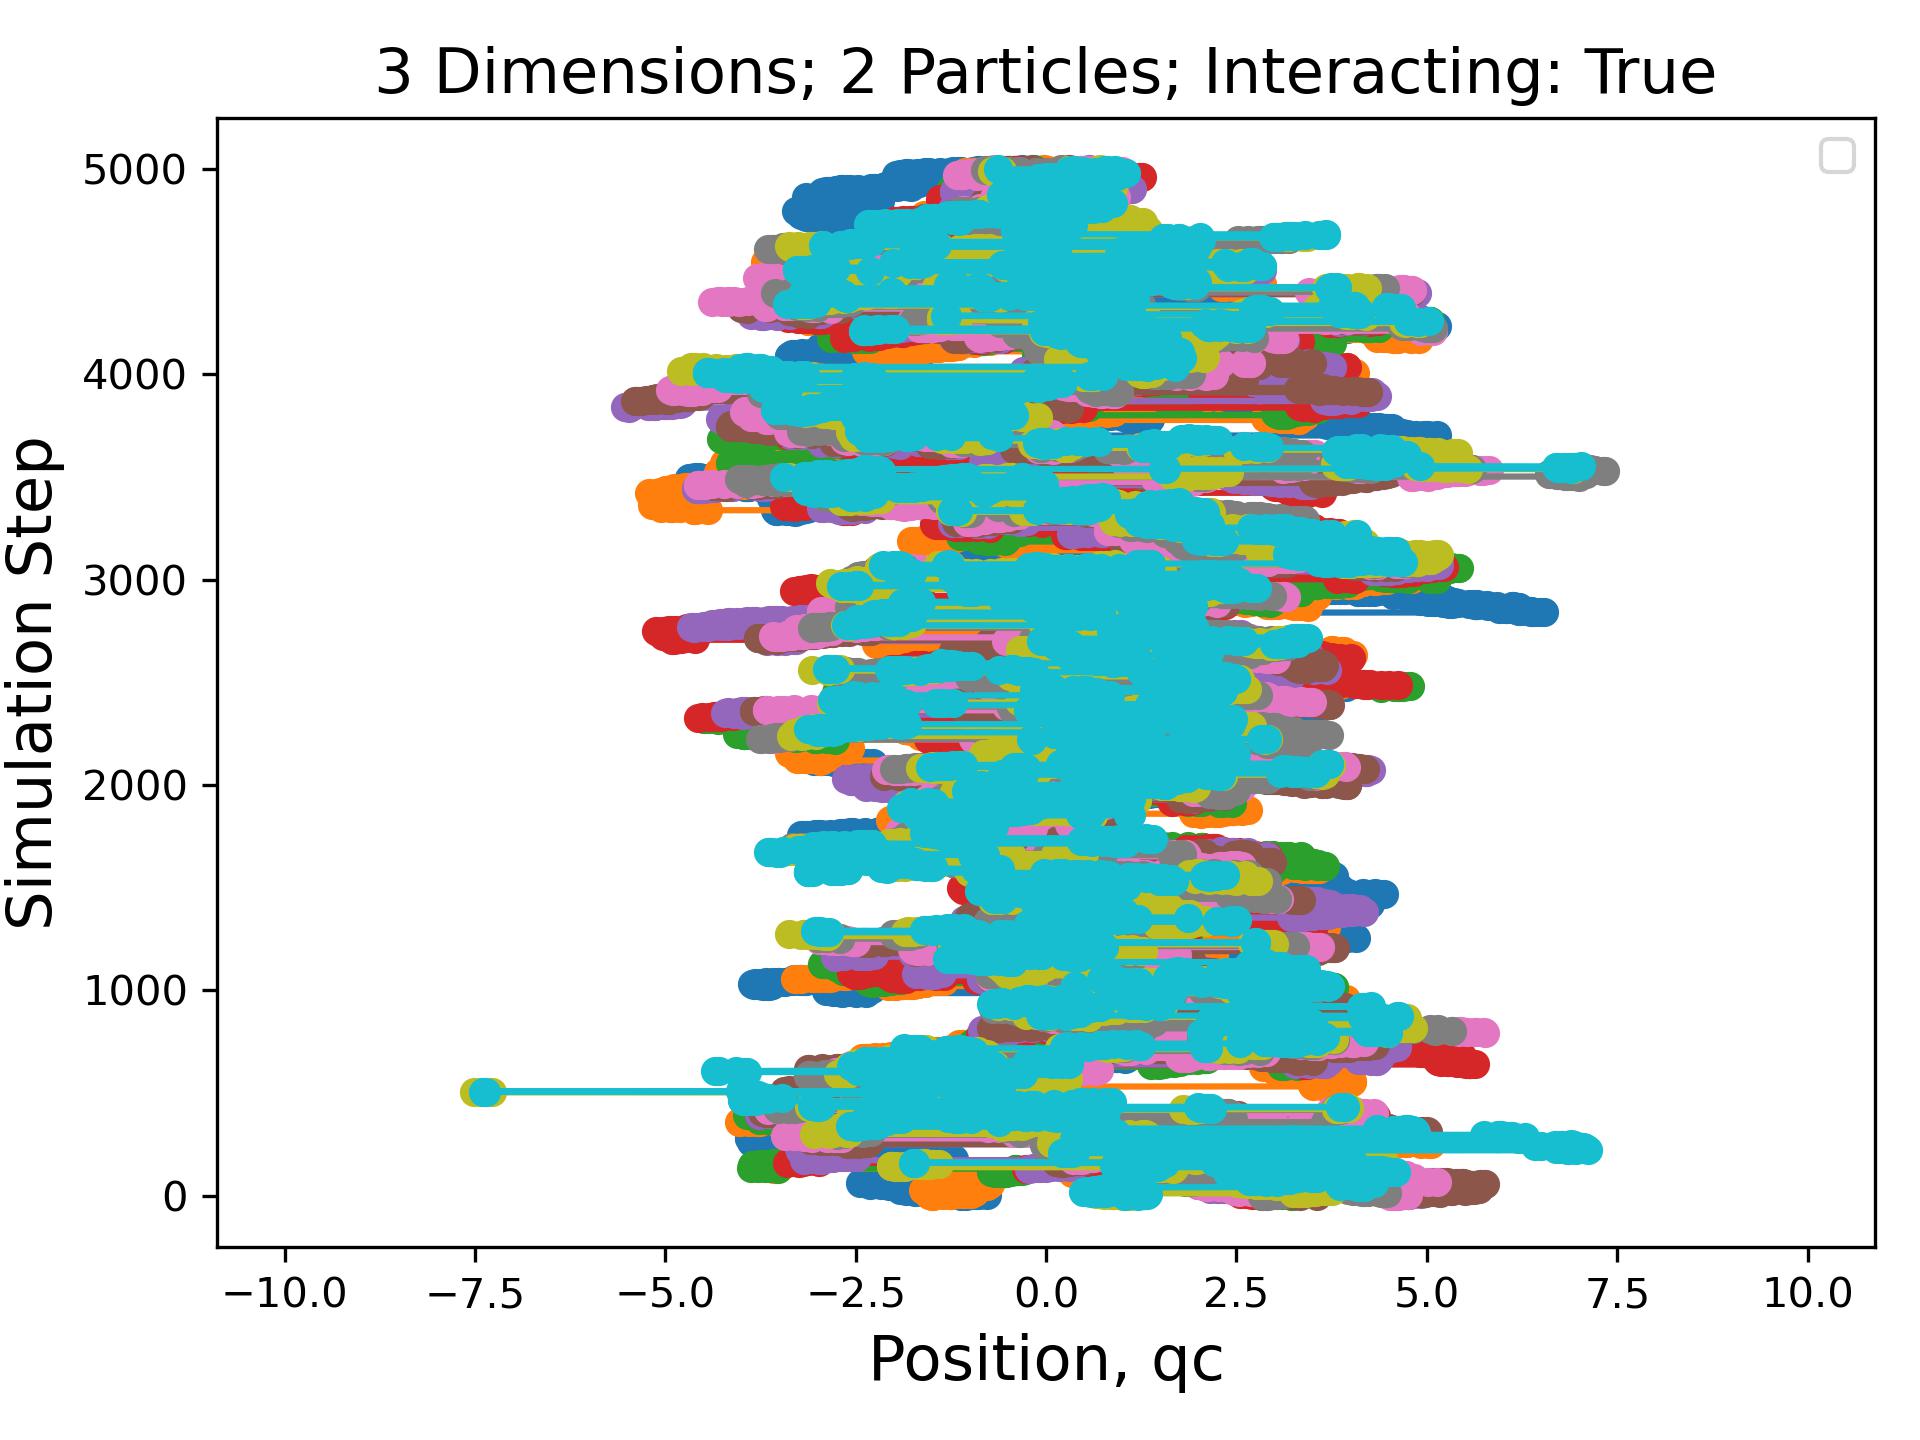 3 Dimensions; 2 Particles; Interacting: True
Simulation Step
5000
4000
3000
2000
1000
0
−10.0 −7.5 −5.0 −2.5 0.0 2.5 5.0 7.5 10.0
Position, qc